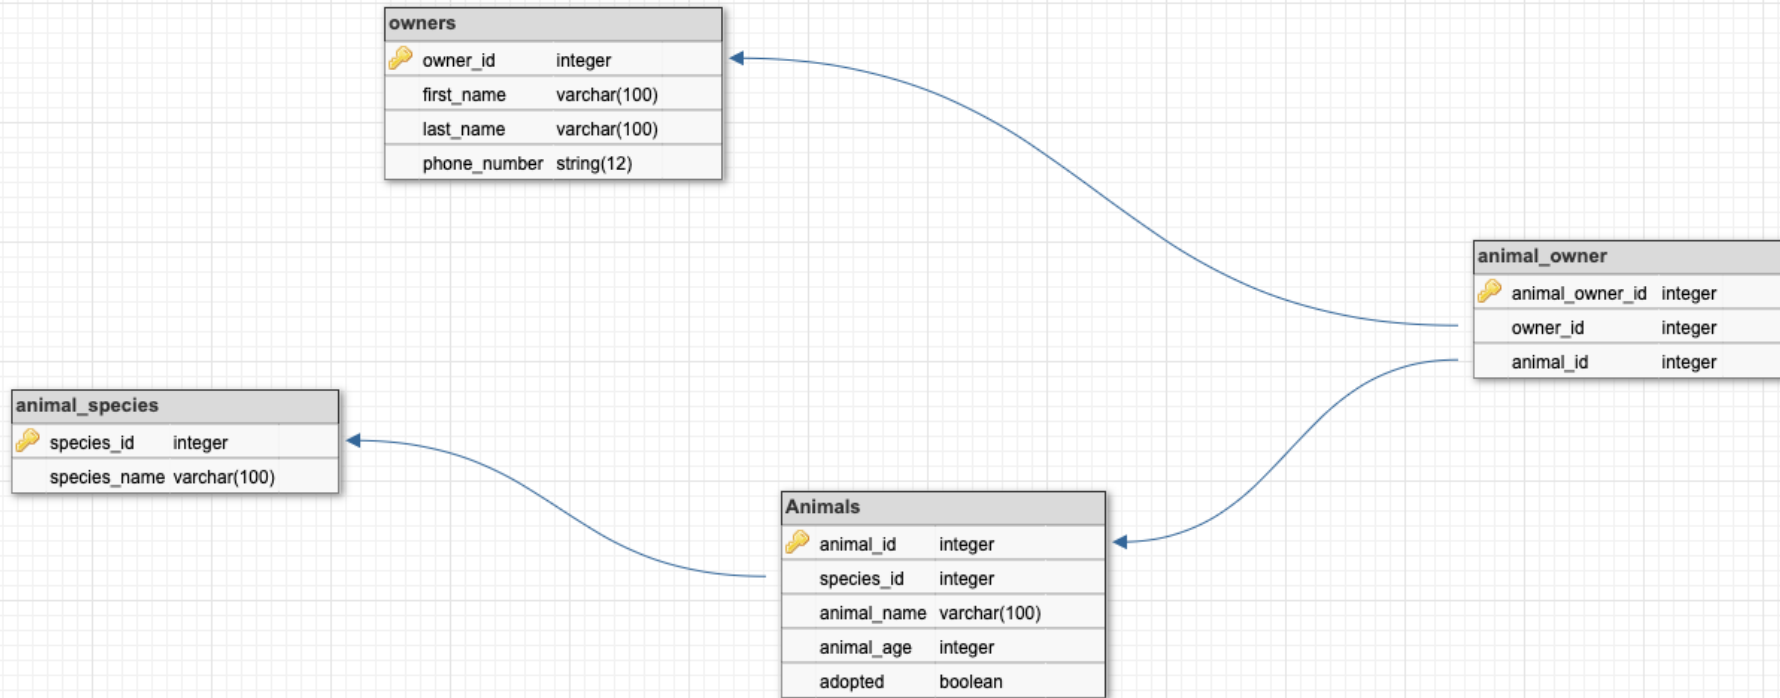 owners
owner_id integer
first_name varchar(100)
last_name varchar(100)
phone_number string(12)
animal_owner
animal_owner_id integer
owner_id integer
animal_id integer
animal_species
species_id integer
species_name varchar(100)
Animals
animal_id integer
species_id integer
animal_name varchar(100)
animal_age integer
adopted boolean